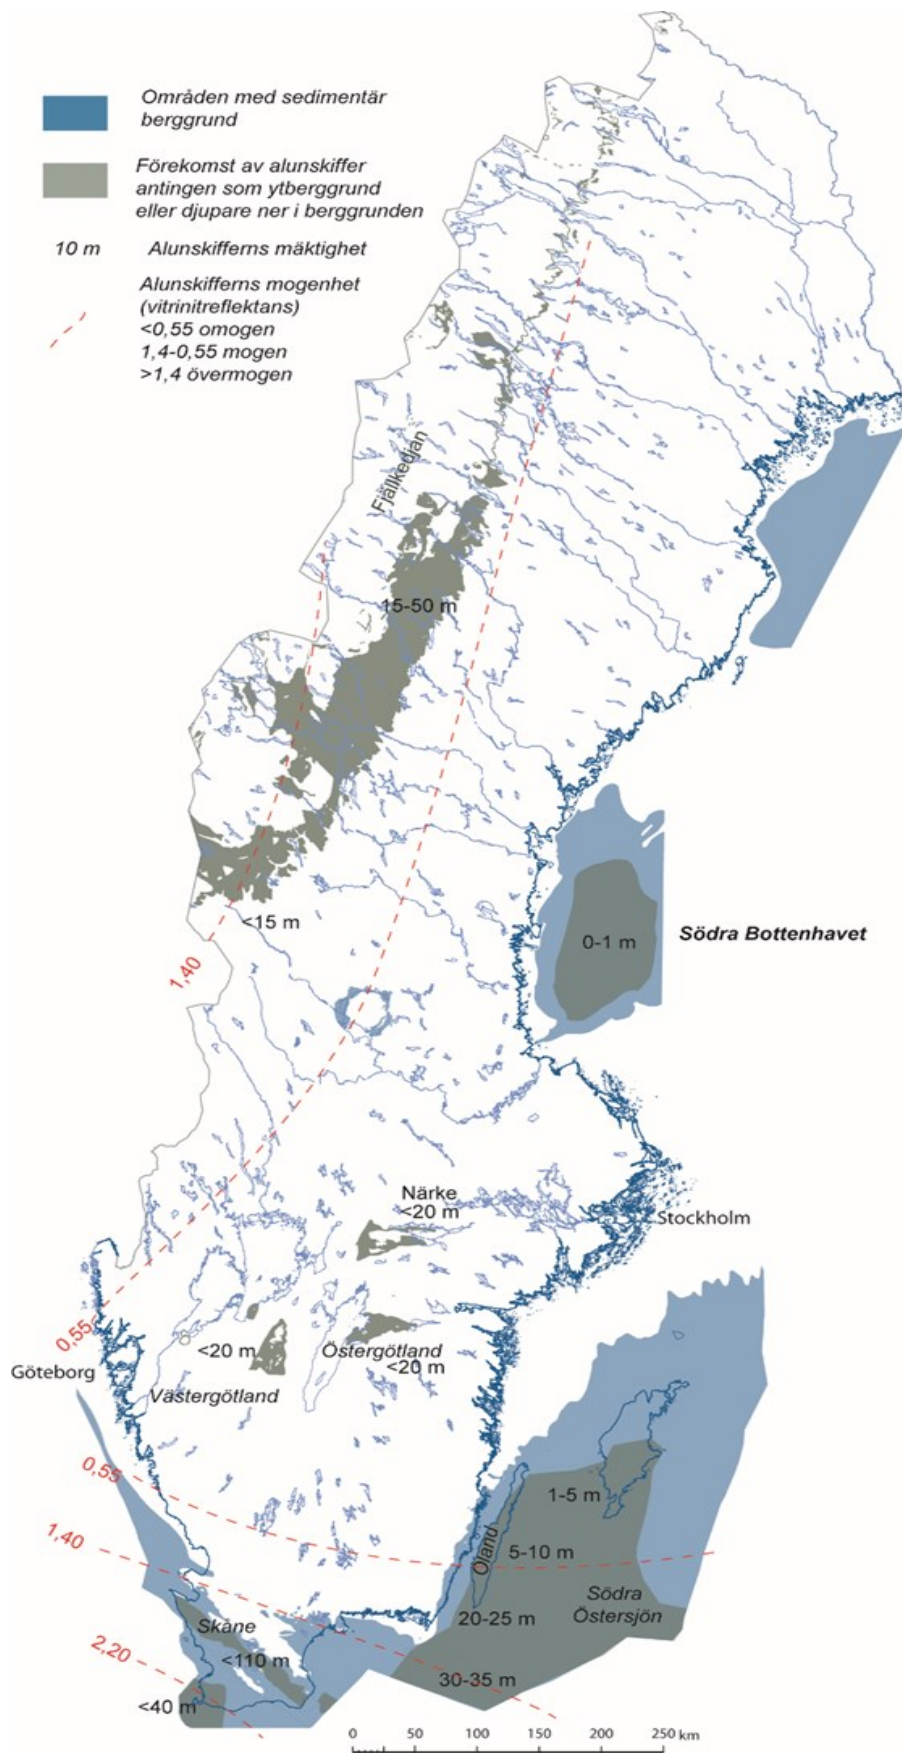 Områden med sedimentär
berggrund
Förekomst av alunskiffer
antingen som ytberggrund
eller djupare ner i berggrunden
10 m Alunskifferns mäktighet
Alunskifferns mogenhet
(vitrinitreflektans)
<0,55 omogen
1,4-0,55 mogen
>1,4 övermogen
Fjällkedjan
15-50 m
<15 m
1,40
0-1 m
Södra Bottenhavet
Närke
<20 m
Stockholm
0,55
<20 m
Östergötland
<20 m
Göteborg
Västergötland
0,55
1-5 m
1,40
Öland
5-10 m
Södra
Östersjön
20-25 m
Skåne
<110 m
2,20
30-35 m
<40 m
0 50 100 150 200 250 km